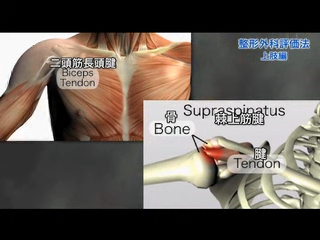 整形外科評価法
上肢編
二頭筋長頭腱
Biceps
Tendon
Supraspinatus
棘上筋腱
骨
Bone
腱
Tendon